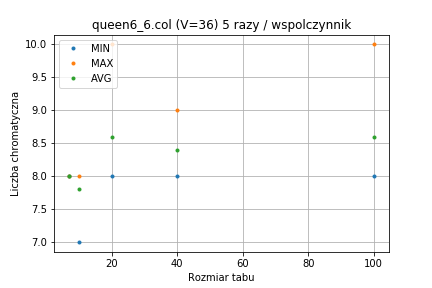 queen6_6.col (V=36) 5 razy / wspolczynnik
MIN
MAX
AVG
10.0
9.5
9.0
8.5
8.0
7.5
7.0
Liczba chromatyczna
20
40
60
80
100
Rozmiar tabu